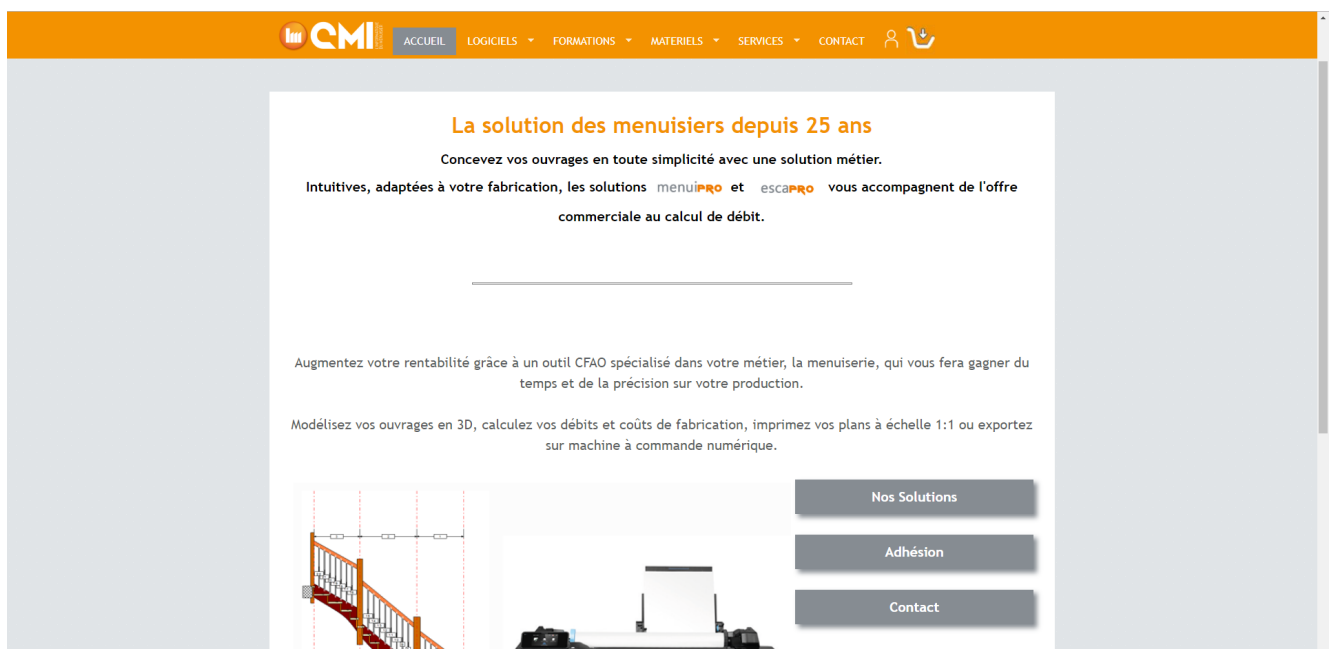 CMI
ACCUEIL LOGICIELS FORMATIONS MATERIELS SERVICES CONTACT
La solution des menuisiers depuis 25 ans
Concevez vos ouvrages en toute simplicité avec une solution métier.
Intuitives, adaptées à votre fabrication, les solutions menuiPRO et escaPRO vous accompagnent de l'offre
commerciale au calcul de débit.
Augmentez votre rentabilité grâce à un outil CFAO spécialisé dans votre métier, la menuiserie, qui vous fera gagner du
temps et de la précision sur votre production.
Modélisez vos ouvrages en 3D, calculez vos débits et coûts de fabrication, imprimez vos plans à échelle 1:1 ou exportez
sur machine à commande numérique.
Nos Solutions
Adhésion
Contact